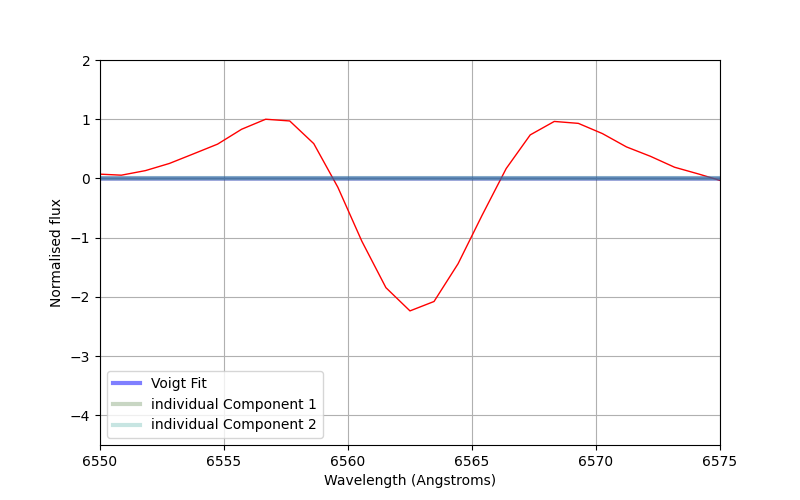 2
1
0
−1
−2
−3
−4
Normalised flux
Voigt Fit
individual Component 1
individual Component 2
6550 6555 6560 6565 6570 6575
Wavelength (Angstroms)